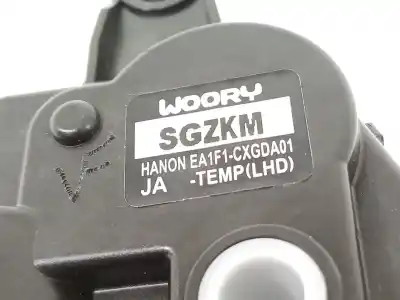 WOORY
SGZKM
HANON EA1F1-CXGDA01
JA -TEMP(LHD)